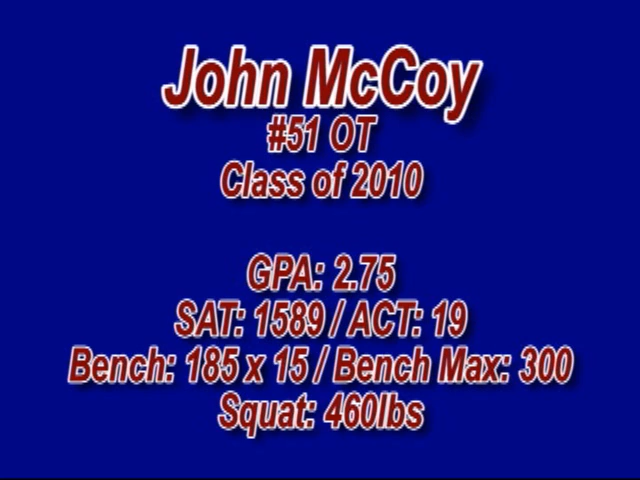 John McCoy
#51 OT
Class of 2010
GPA: 2.75
SAT: 1589 / ACT: 19
Bench: 185 x 15 / Bench Max: 300
Squat: 460lbs